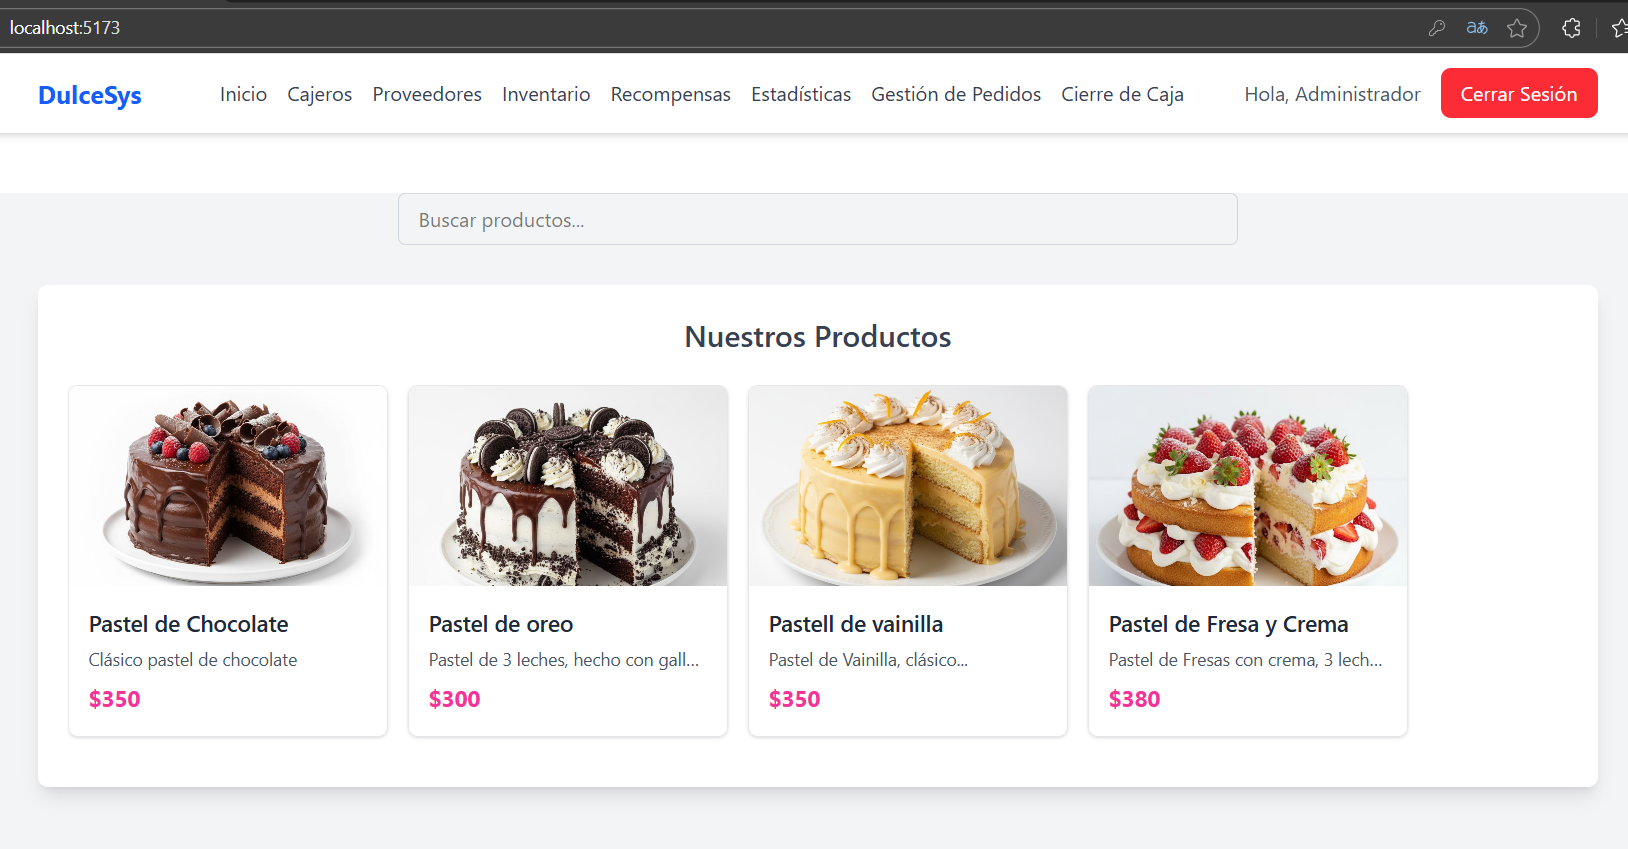 localhost:5173
DulceSys Inicio Cajeros Proveedores Inventario Recompensas Estadísticas Gestión de Pedidos Cierre de Caja Hola, Administrador Cerrar Sesión
Buscar productos...
Nuestros Productos
Pastel de Chocolate
Clásico pastel de chocolate
$350
Pastel de oreo
Pastel de 3 leches, hecho con gall...
$300
Pastell de vainilla
Pastel de Vainilla, clásico...
$350
Pastel de Fresa y Crema
Pastel de Fresas con crema, 3 lech...
$380